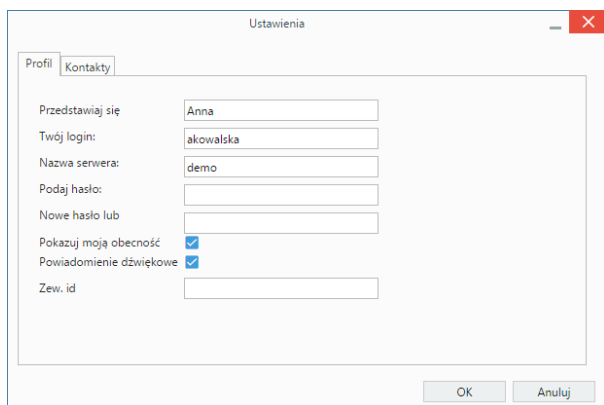 Ustawienia
Profil Kontakty
Przedstawiaj się Anna
Twój login: akowalska
Nazwa serwera: demo
Podaj hasło:
Nowe hasło lub
Pokazuj moją obecność
Powiadomienie dźwiękowe
Zew. id
OK Anuluj